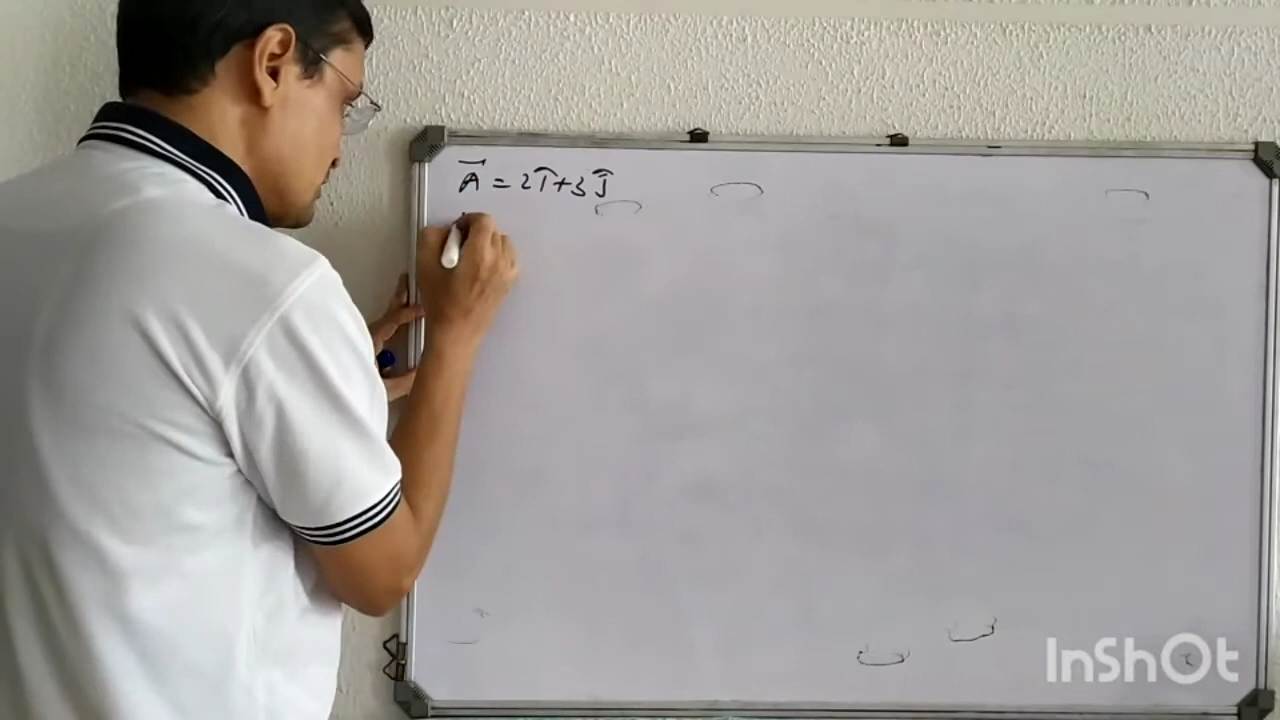 A⃗ = 2î + 3ĵ
InShOt